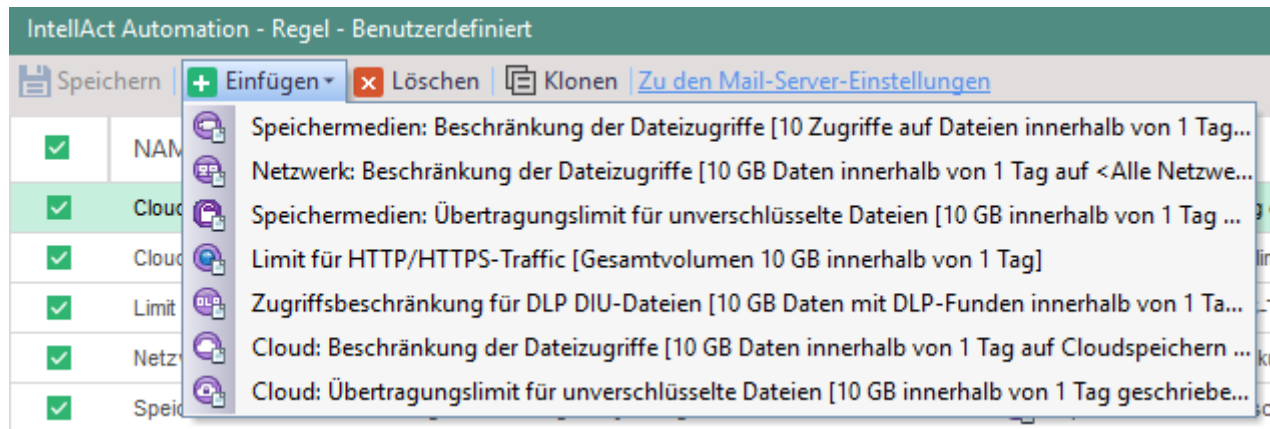 IntellAct Automation - Regel - Benutzerdefiniert
Speichern Einfügen Löschen Klonen Zu den Mail-Server-Einstellungen
Speichermedien: Beschränkung der Dateizugriffe [10 Zugriffe auf Dateien innerhalb von 1 Tag...
Netzwerk: Beschränkung der Dateizugriffe [10 GB Daten innerhalb von 1 Tag auf <Alle Netzwe...
Speichermedien: Übertragungslimit für unverschlüsselte Dateien [10 GB innerhalb von 1 Tag ...
Limit für HTTP/HTTPS-Traffic [Gesamtvolumen 10 GB innerhalb von 1 Tag]
Limit
Zugriffsbeschränkung für DLP DIU-Dateien [10 GB Daten mit DLP-Funden innerhalb von 1 Ta...
Cloud: Beschränkung der Dateizugriffe [10 GB Daten innerhalb von 1 Tag auf Cloudspeichern ...
Cloud: Übertragungslimit für unverschlüsselte Dateien [10 GB innerhalb von 1 Tag geschriebe...